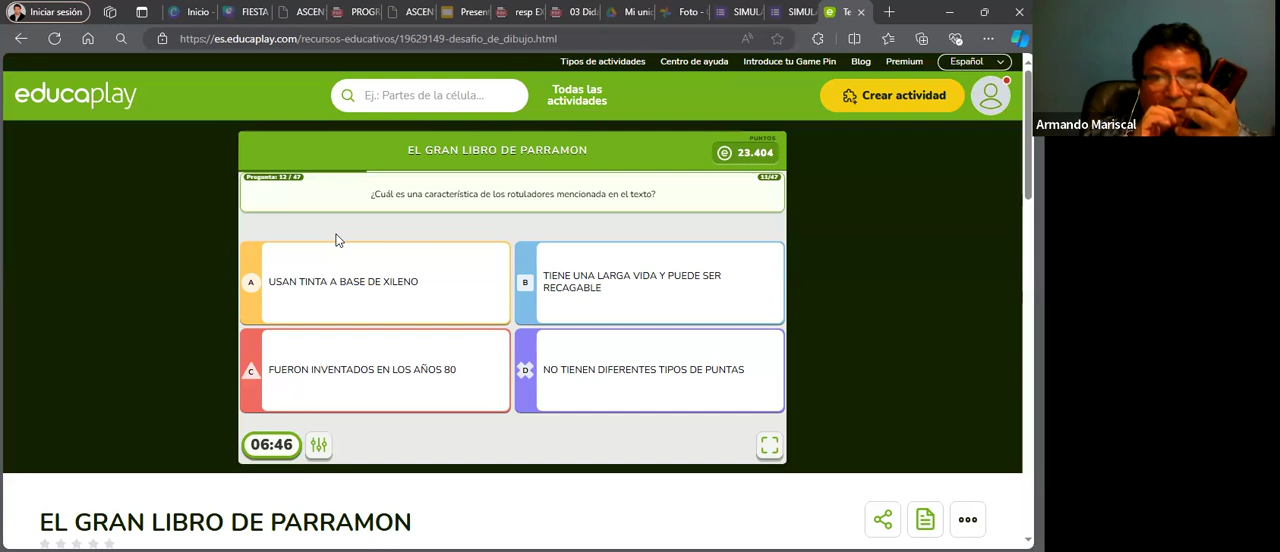 Iniciar sesión
Inicio -
FIESTA
ASCEN
PROGR
ASCEN
Present
resp EX
03 Did
Mi uni
Foto - G
SIMUL
SIMUL
Te
https://es.educaplay.com/recursos-educativos/19629149-desafio_de_dibujo.html
Tipos de actividades
Centro de ayuda
Introduce tu Game Pin
Blog
Premium
Español
educaplay
Ej.: Partes de la célula...
Todas las
actividades
Crear actividad
Armando Mariscal
EL GRAN LIBRO DE PARRAMON
PUNTOS
23.404
Pregunta: 12 / 47
11/47
¿Cuál es una característica de los rotuladores mencionada en el texto?
A
USAN TINTA A BASE DE XILENO
B
TIENE UNA LARGA VIDA Y PUEDE SER
RECAGABLE
C
FUERON INVENTADOS EN LOS AÑOS 80
D
NO TIENEN DIFERENTES TIPOS DE PUNTAS
06:46
EL GRAN LIBRO DE PARRAMON